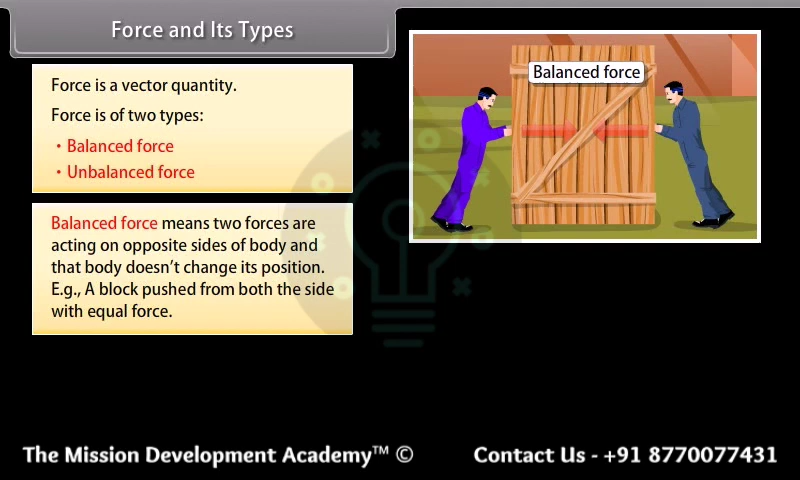 Force and Its Types
Force is a vector quantity.
Force is of two types:
• Balanced force
• Unbalanced force
Balanced force means two forces are
acting on opposite sides of body and
that body doesn't change its position.
E.g., A block pushed from both the side
with equal force.
Balanced force
The Mission Development Academy™ ©
Contact Us - +91 8770077431